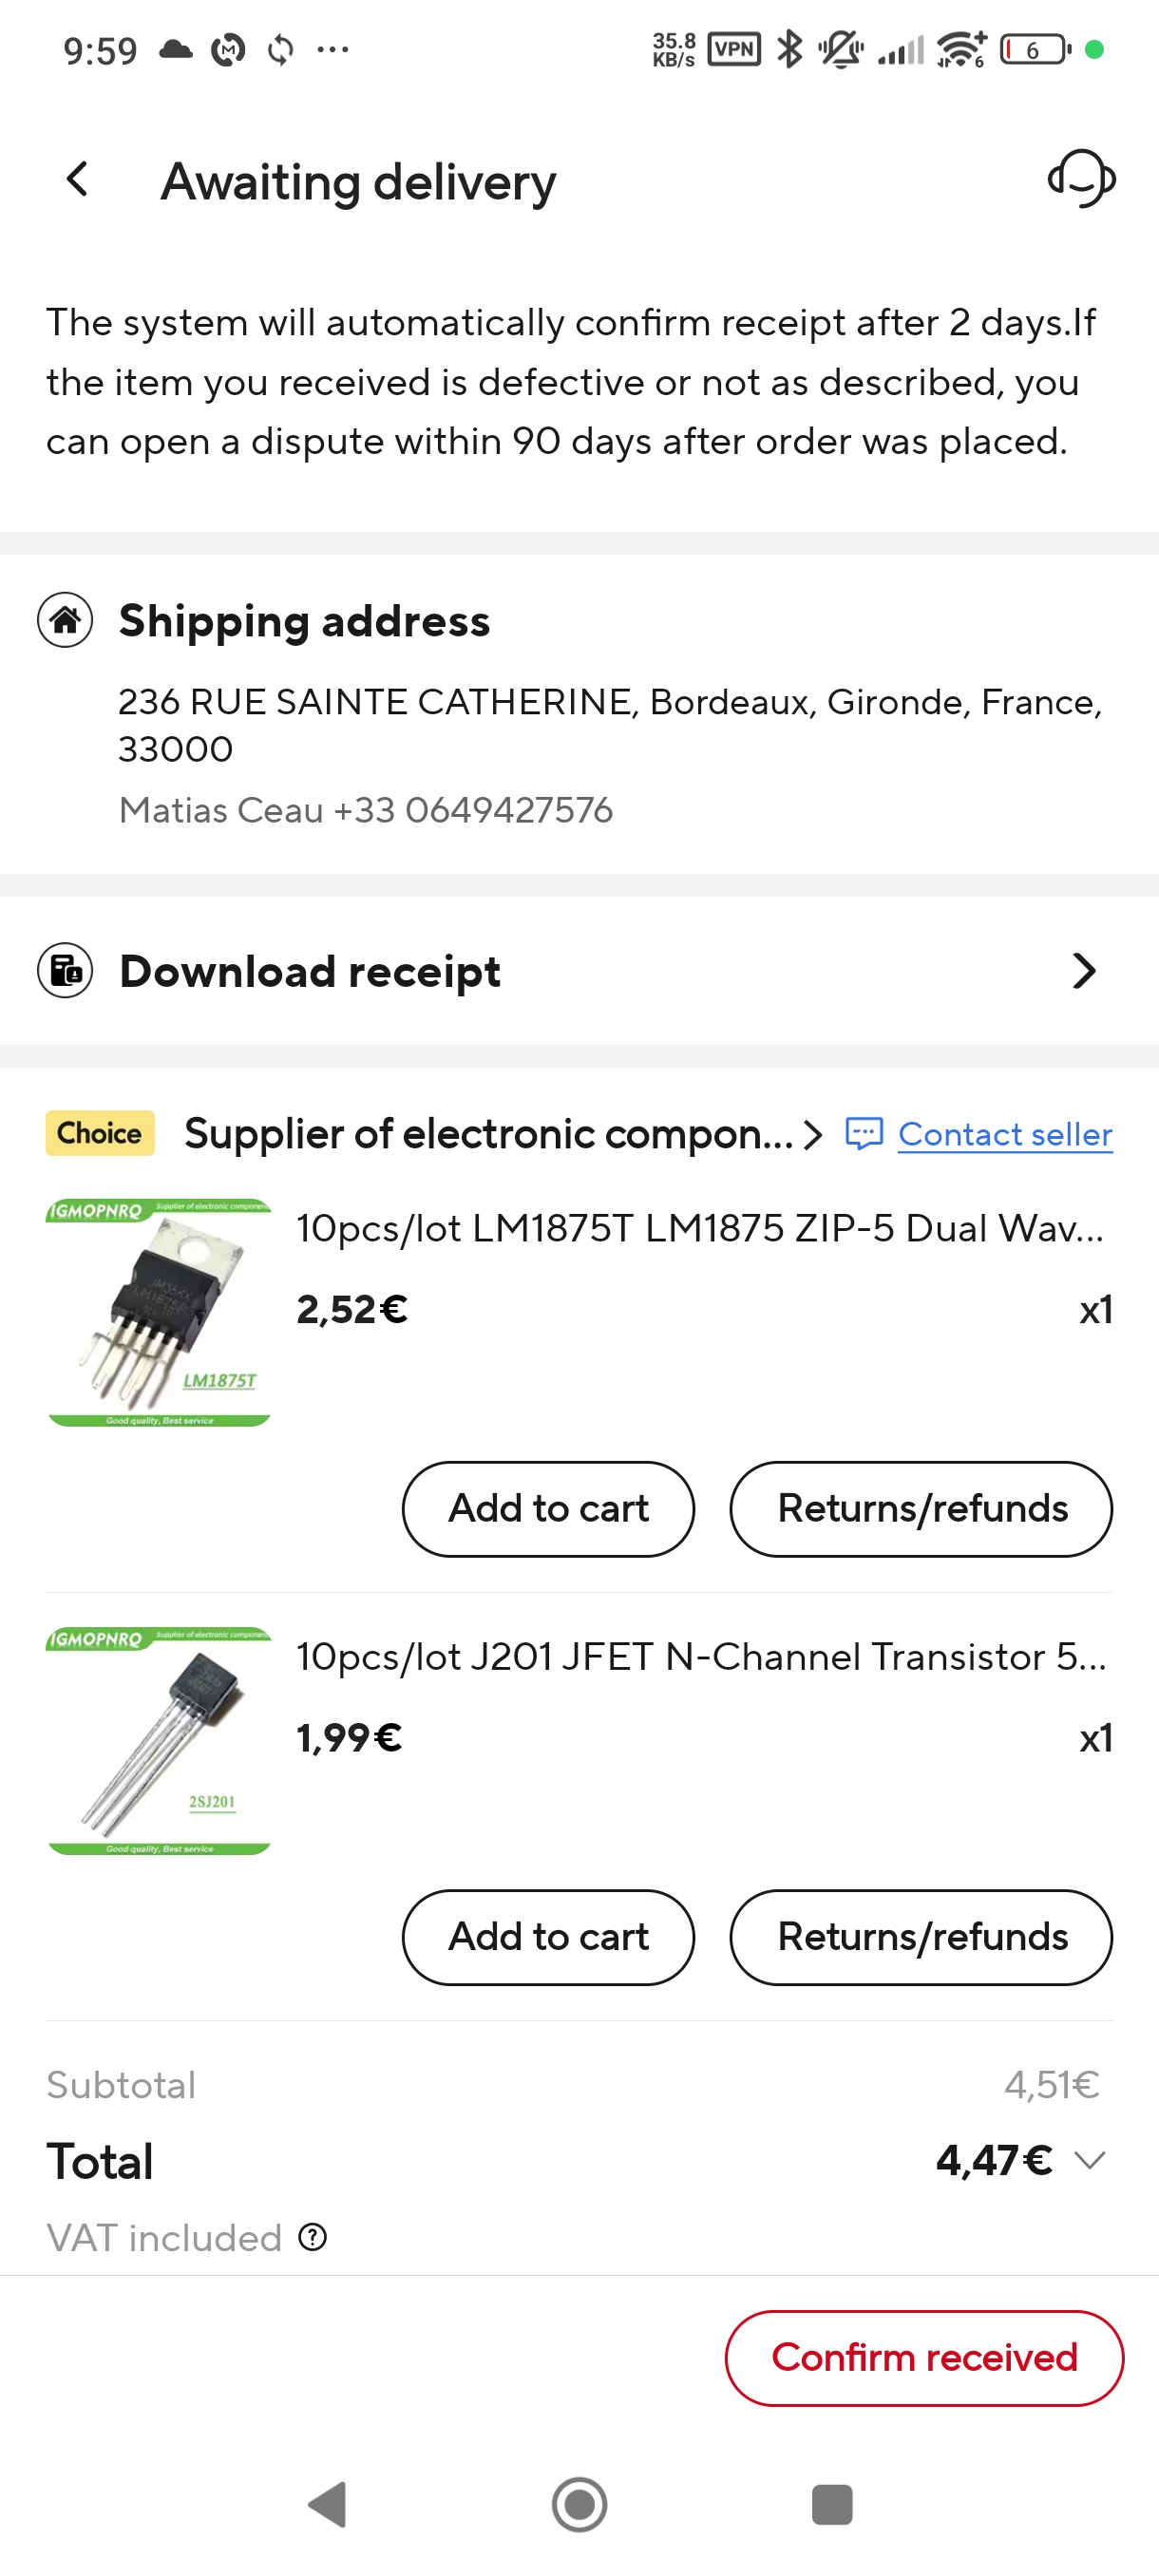 9:59
35.8
KB/s
VPN
6
6
Awaiting delivery
The system will automatically confirm receipt after 2 days.If
the item you received is defective or not as described, you
can open a dispute within 90 days after order was placed.
Shipping address
236 RUE SAINTE CATHERINE, Bordeaux, Gironde, France,
33000
Matias Ceau +33 0649427576
Download receipt
Choice Supplier of electronic compon... Contact seller
IGMOPNRQ Supplier of electronic componen
10pcs/lot LM1875T LM1875 ZIP-5 Dual Wav...
2,52€ x1
LM1875T
Good quality, Best service
Add to cart Returns/refunds
IGMOPNRQ Supplier of electronic componen
10pcs/lot J201 JFET N-Channel Transistor 5...
1,99€ x1
2SJ201
Good quality, Best service
Add to cart Returns/refunds
Subtotal 4,51€
Total 4,47€
VAT included ?
Confirm received